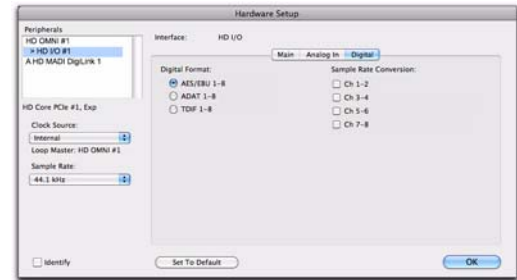 Hardware Setup
Peripherals
HD OMNI #1
> HD I/O #1
A HD MADI DigiLink 1
HD Core PCIe #1, Exp
Clock Source:
Internal
Loop Master: HD OMNI #1
Sample Rate:
44.1 kHz
Identify
Interface: HD I/O
Main Analog In Digital
Digital Format:
AES/EBU 1-8
ADAT 1-8
TDIF 1-8
Sample Rate Conversion:
Ch 1-2
Ch 3-4
Ch 5-6
Ch 7-8
Set To Default
OK